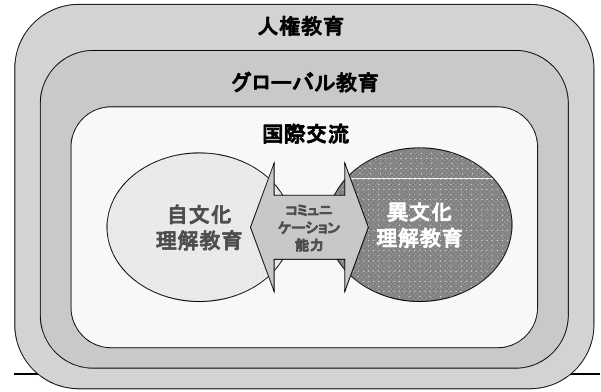 人権教育
グローバル教育
国際交流
自文化
理解教育
コミュニ
ケーション
能力
異文化
理解教育